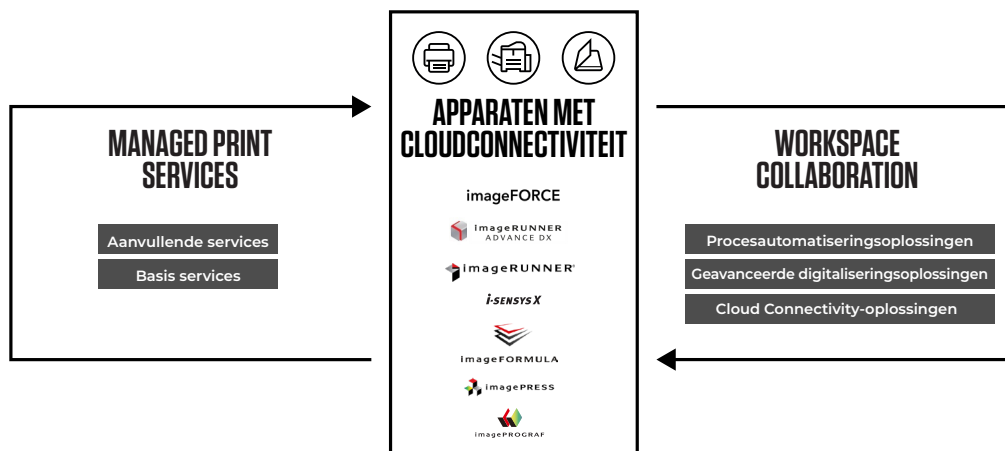 MANAGED PRINT
SERVICES
Aanvullende services
Basis services
APPARATEN MET
CLOUDCONNECTIVITEIT
imageFORCE
imageRUNNER
ADVANCE DX
imageRUNNER®
i-SENSYS X
imageFORMULA
imagePRESS
imagePROGRAF
WORKSPACE
COLLABORATION
Procesautomatiseringsoplossingen
Geavanceerde digitaliseringsoplossingen
Cloud Connectivity-oplossingen